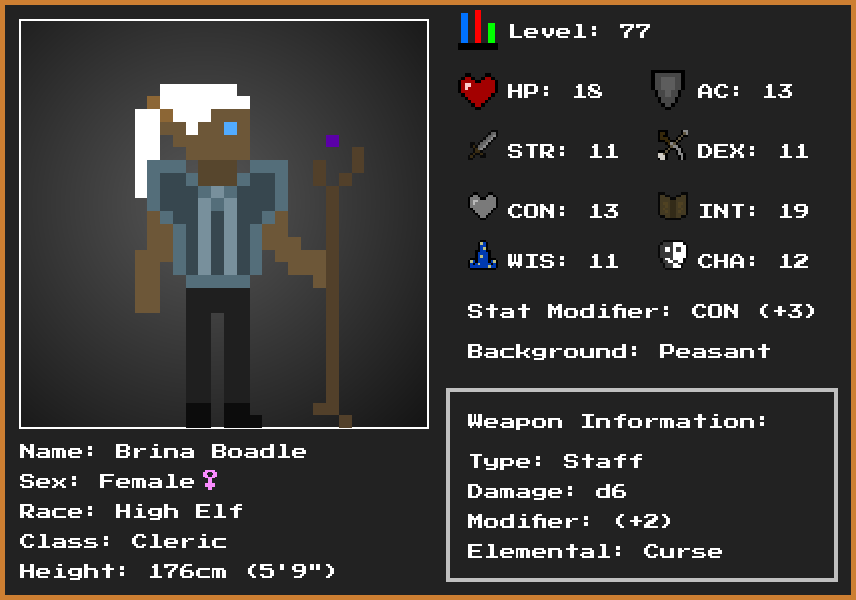 Level: 77
HP: 18
AC: 13
STR: 11
DEX: 11
CON: 13
INT: 19
WIS: 11
CHA: 12
Stat Modifier: CON (+3)
Background: Peasant
Weapon Information:
Type: Staff
Damage: d6
Modifier: (+2)
Elemental: Curse
Name: Brina Boadle
Sex: Female♀
Race: High Elf
Class: Cleric
Height: 176cm (5'9")